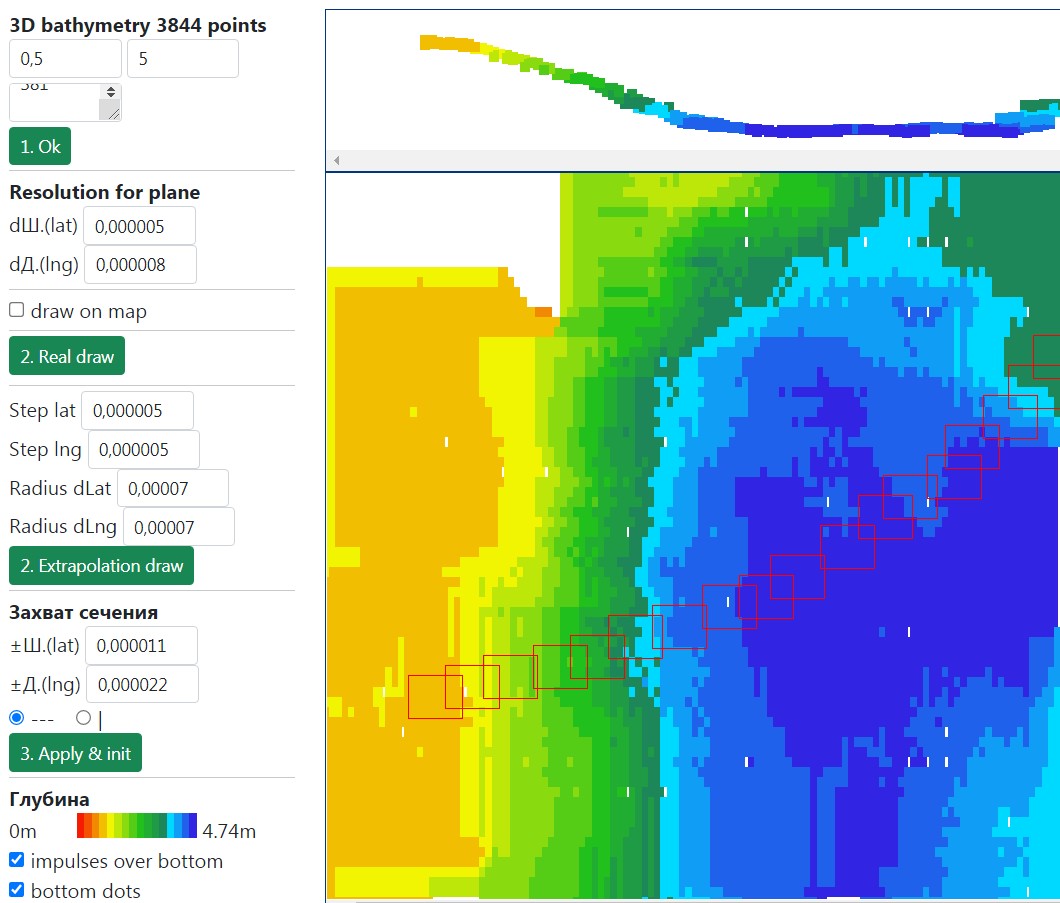 3D bathymetry 3844 points
0,5 5
381
1. Ok
Resolution for plane
dШ.(lat) 0,000005
dД.(lng) 0,000008
draw on map
2. Real draw
Step lat 0,000005
Step lng 0,000005
Radius dLat 0,00007
Radius dLng 0,00007
2. Extrapolation draw
Захват сечения
±Ш.(lat) 0,000011
±Д.(lng) 0,000022
--- |
3. Apply & init
Глубина
0m 4.74m
impulses over bottom
bottom dots